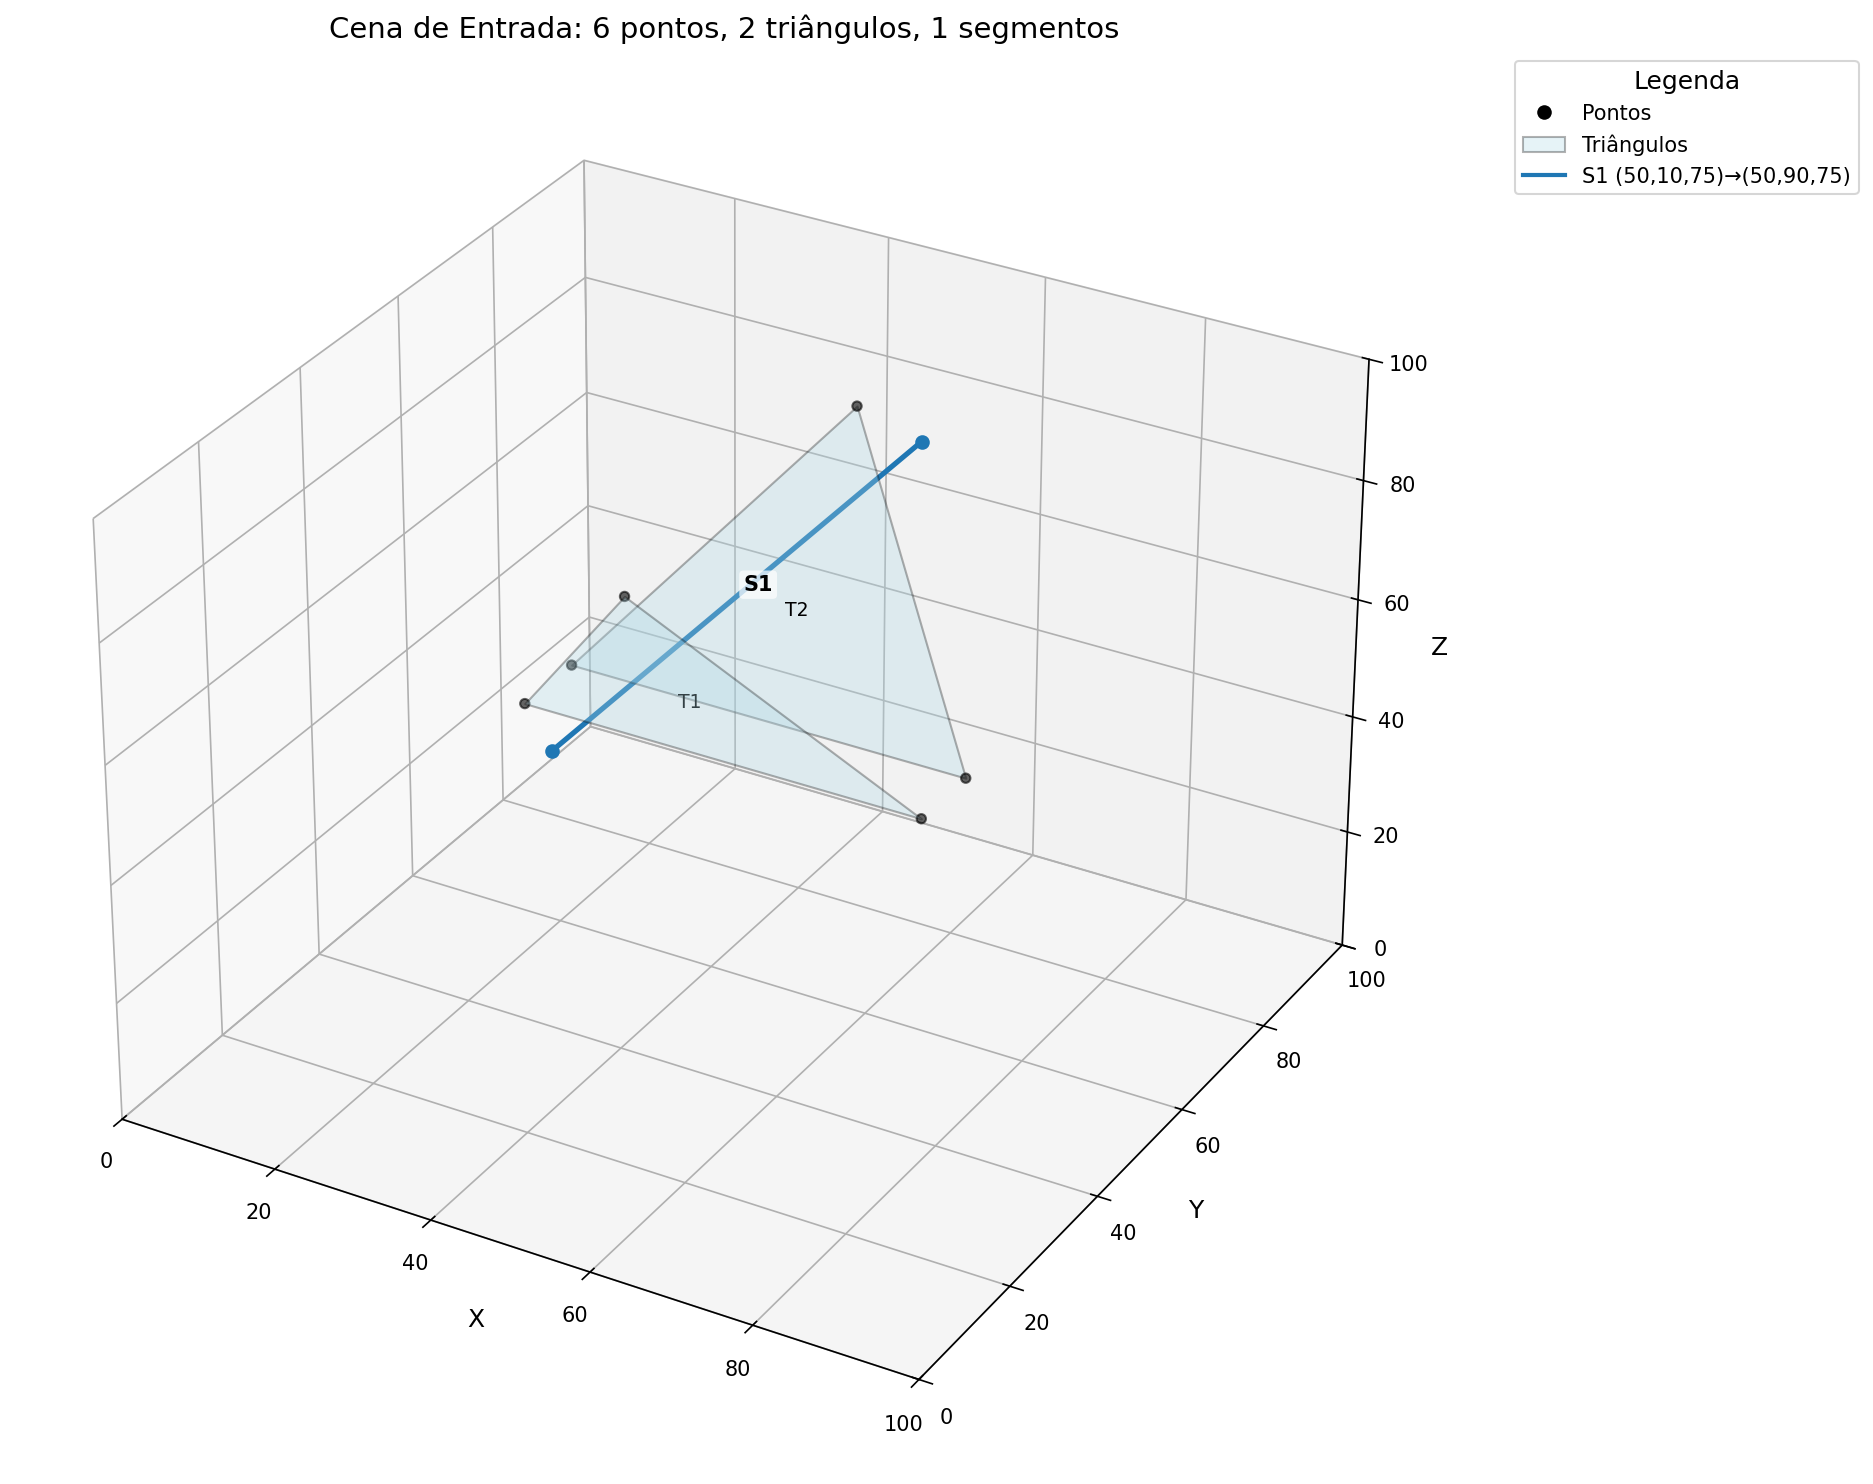 Cena de Entrada: 6 pontos, 2 triângulos, 1 segmentos
Legenda
Pontos
Triângulos
S1 (50,10,75)→(50,90,75)
100
80
60
40
20
0
Z
S1
T2
T1
100
80
60
40
20
0
Y
0
20
40
60
80
100
X